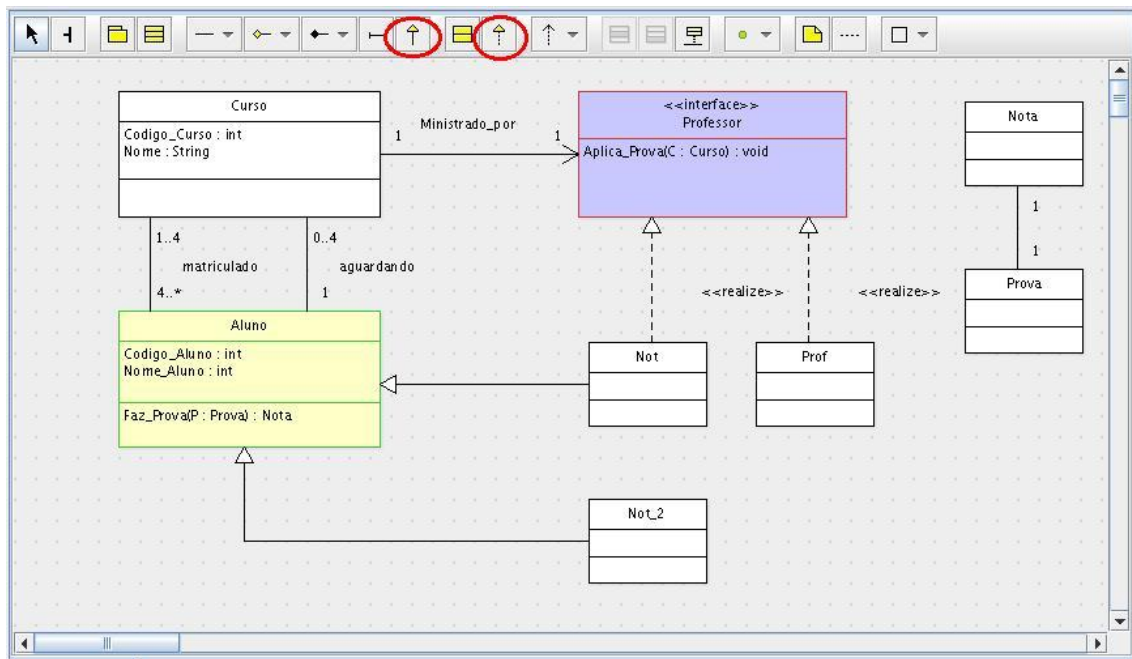 Curso
Codigo_Curso : int
Nome : String
1
Ministrado_por
1
<<interface>>
Professor
Aplica_Prova(C : Curso) : void
Nota
1
1
Prova
1..4
0..4
matriculado
aguardando
4..*
1
<<realize>>
<<realize>>
Aluno
Codigo_Aluno : int
Nome_Aluno : int
Faz_Prova(P : Prova) : Nota
Not
Prof
Not_2